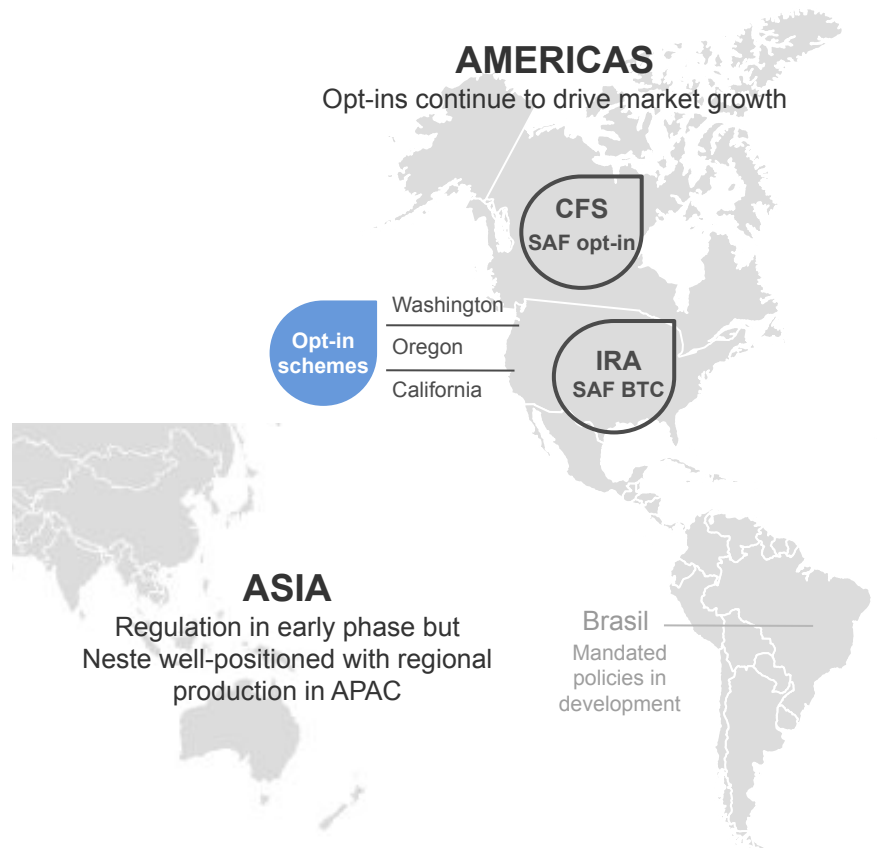 AMERICAS
Opt-ins continue to drive market growth
CFS
SAF opt-in
Opt-in
schemes
Washington
Oregon
California
IRA
SAF BTC
ASIA
Regulation in early phase but
Neste well-positioned with regional
production in APAC
Brasil
Mandated
policies in
development